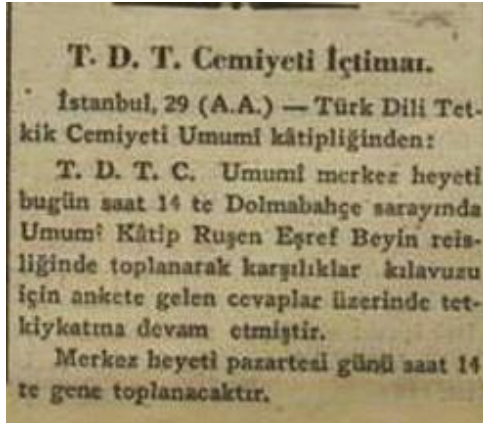 T. D. T. Cemiyeti İçtimaı.
İstanbul, 29 (A.A.) — Türk Dili Tet-
kik Cemiyeti Umumî kâtipliğinden:
T. D. T. C. Umumî merkez heyeti
bugün saat 14 te Dolmabahçe sarayında
Umumî Kâtip Ruşen Eşref Beyin reis-
liğinde toplanarak karşılıklar kılavuzu
için ankete gelen cevaplar üzerinde tet-
kiykatına devam etmiştir.
Merkez heyeti pazartesi günü saat 14
te gene toplanacaktır.